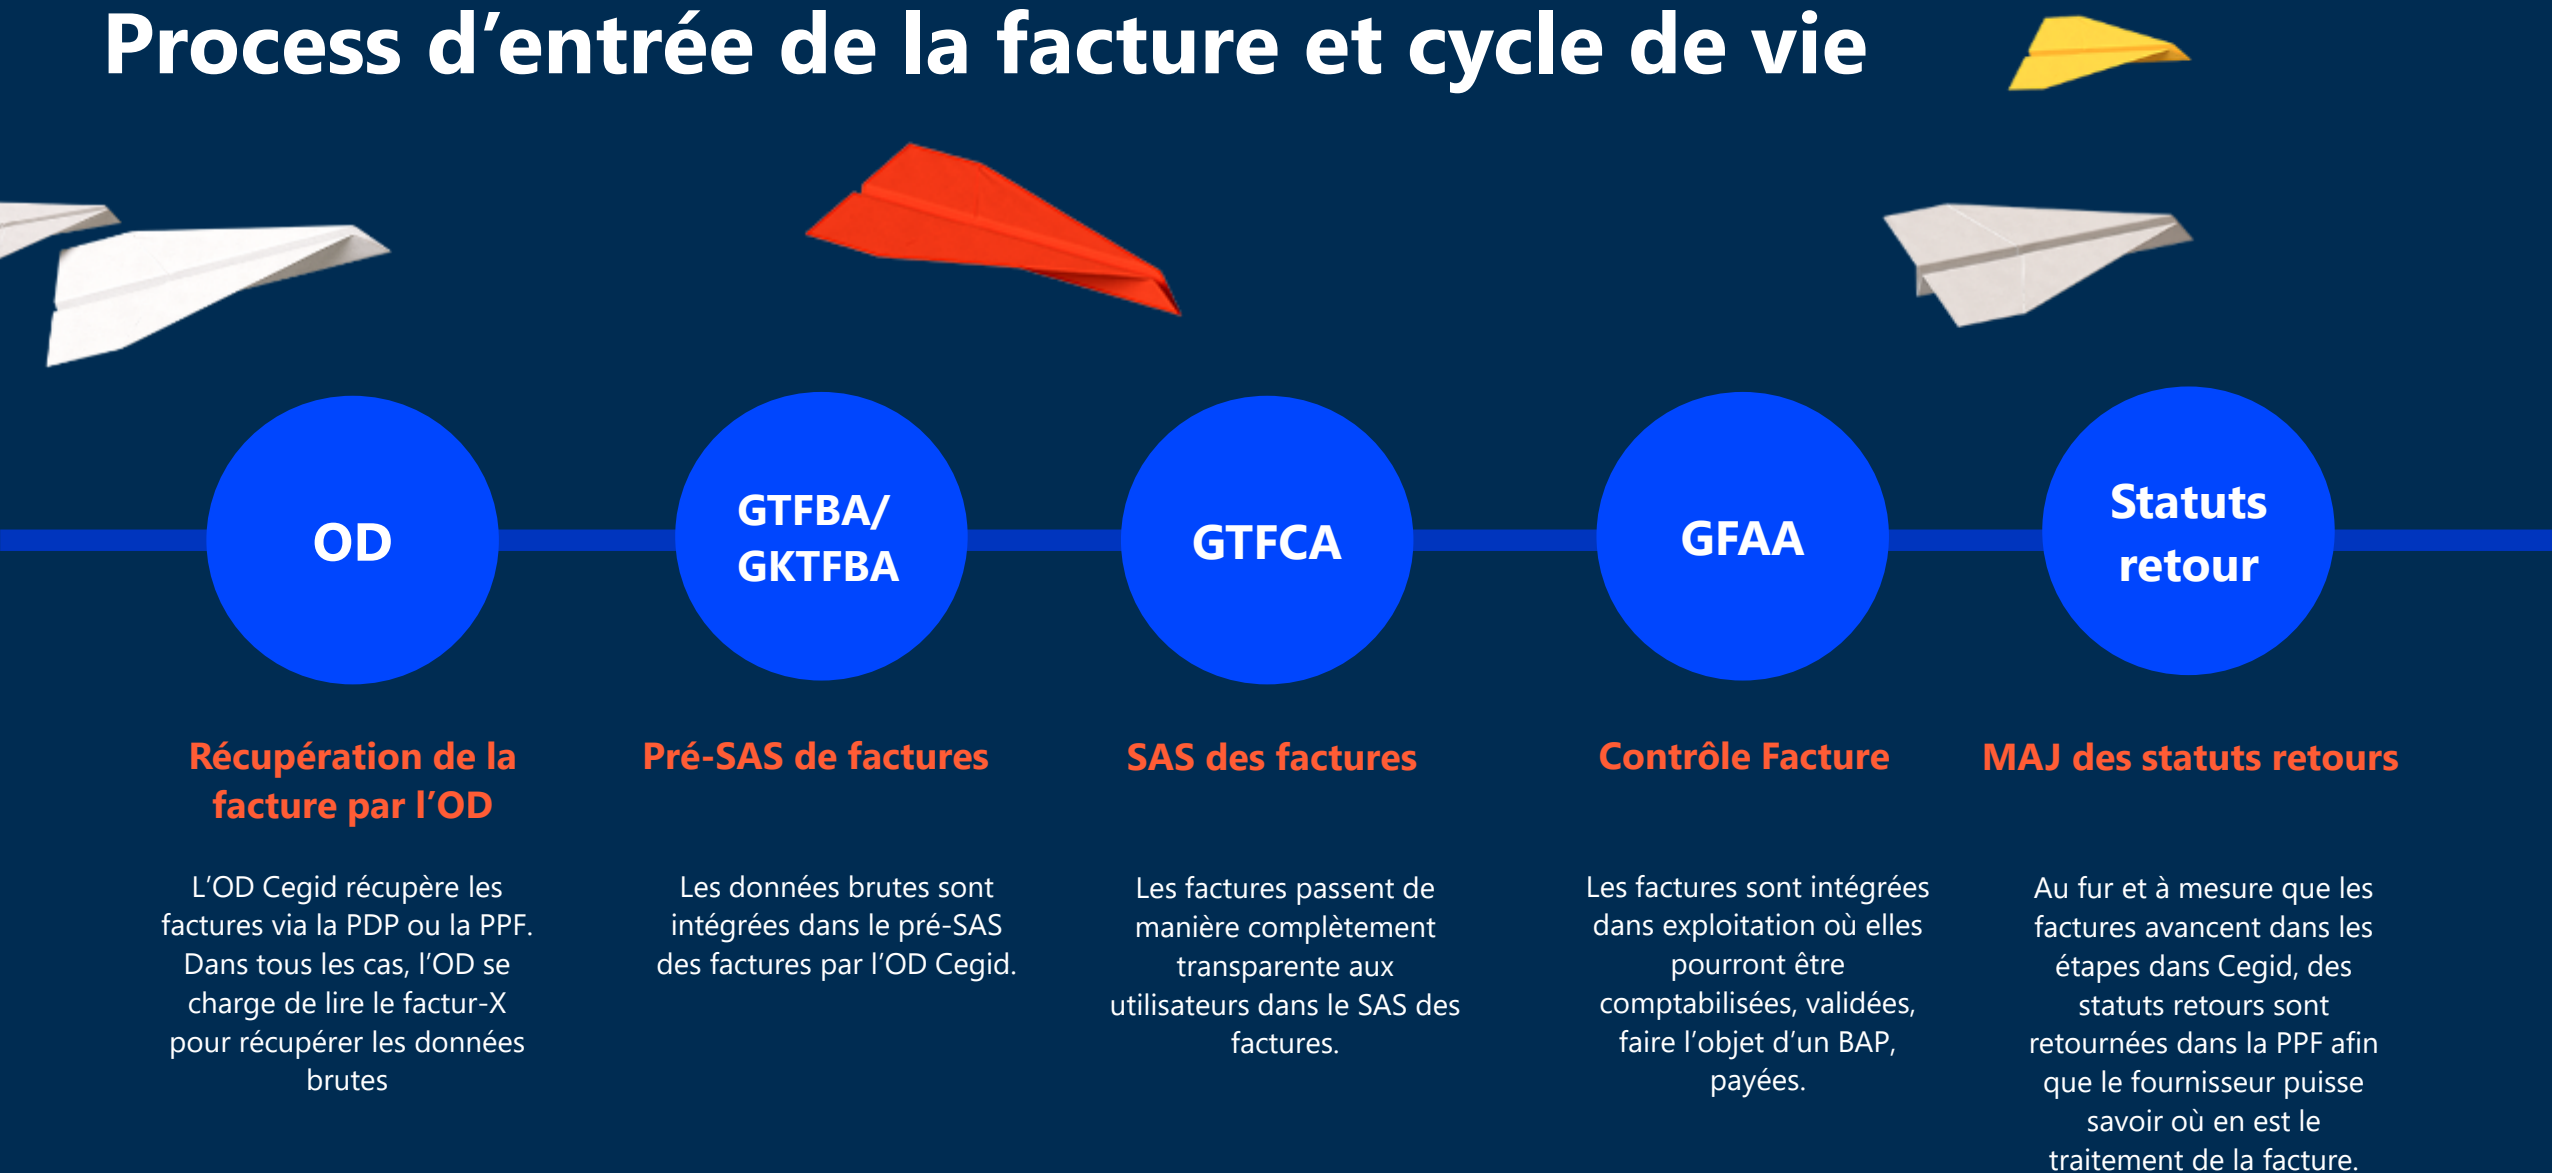 Process d’entrée de la facture et cycle de vie
OD
GTFBA/
GKTFBA
GTFCA
GFAA
Statuts
retour
Récupération de la
facture par l’OD
L’OD Cegid récupère les
factures via la PDP ou la PPF.
Dans tous les cas, l’OD se
charge de lire le factur-X
pour récupérer les données
brutes
Pré-SAS de factures
Les données brutes sont
intégrées dans le pré-SAS
des factures par l’OD Cegid.
SAS des factures
Les factures passent de
manière complètement
transparente aux
utilisateurs dans le SAS des
factures.
Contrôle Facture
Les factures sont intégrées
dans exploitation où elles
pourront être
comptabilisées, validées,
faire l’objet d’un BAP,
payées.
MAJ des statuts retours
Au fur et à mesure que les
factures avancent dans les
étapes dans Cegid, des
statuts retours sont
retournées dans la PPF afin
que le fournisseur puisse
savoir où en est le
traitement de la facture.